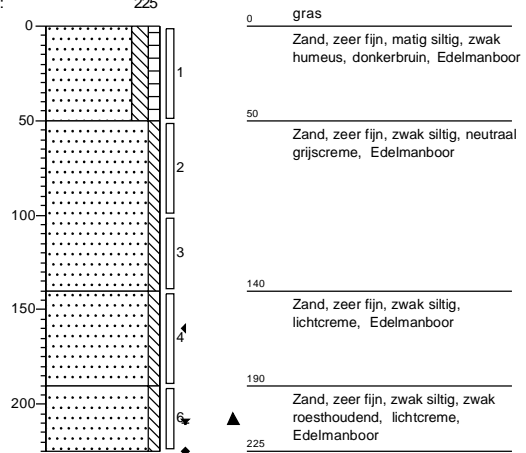 : 225
0
50
100
150
200
1
2
3
4
6
0 gras
Zand, zeer fijn, matig siltig, zwak
humeus, donkerbruin, Edelmanboor
50
Zand, zeer fijn, zwak siltig, neutraal
grijscreme, Edelmanboor
140
Zand, zeer fijn, zwak siltig,
lichtcreme, Edelmanboor
190
Zand, zeer fijn, zwak siltig, zwak
roesthoudend, lichtcreme,
Edelmanboor
225